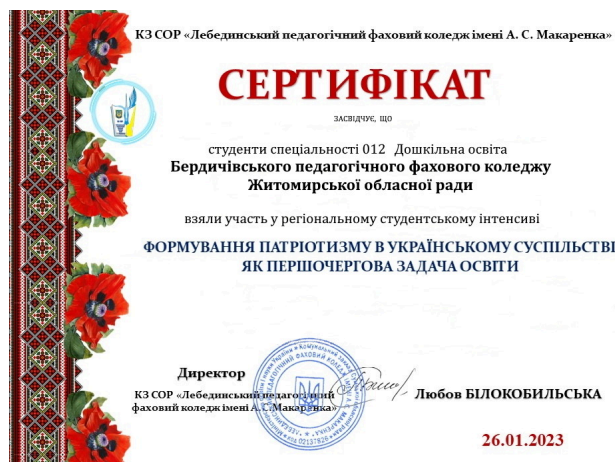 КЗ СОР «Лебединський педагогічний фаховий коледж імені А. С. Макаренка»
СЕРТИФІКАТ
ЗАСВІДЧУЄ, ЩО
студенти спеціальності 012 Дошкільна освіта
Бердичівського педагогічного фахового коледжу
Житомирської обласної ради
взяли участь у регіональному студентському інтенсиві
ФОРМУВАННЯ ПАТРІОТИЗМУ В УКРАЇНСЬКОМУ СУСПІЛЬСТВІ
ЯК ПЕРШОЧЕРГОВА ЗАДАЧА ОСВІТИ
Директор
КЗ СОР «Лебединський педагогічний
фаховий коледж імені А. С. Макаренка»
Любов БІЛОКОБИЛЬСЬКА
26.01.2023